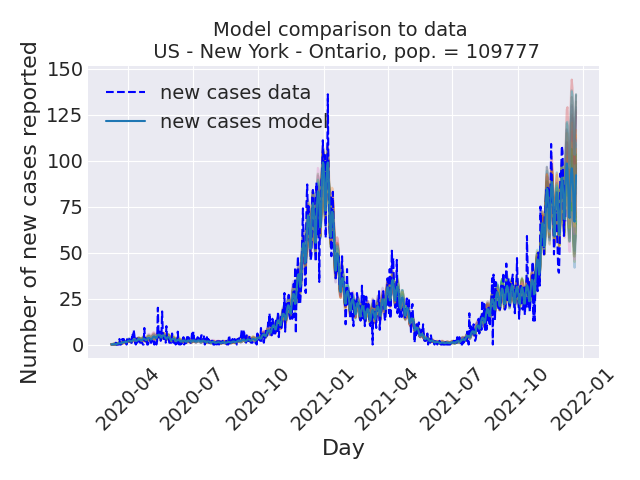 Model comparison to data
US - New York - Ontario, pop. = 109777
Number of new cases reported
150
125
100
75
50
25
0
new cases data
new cases model
2020-04
2020-07
2020-10
2021-01
2021-04
2021-07
2021-10
2022-01
Day